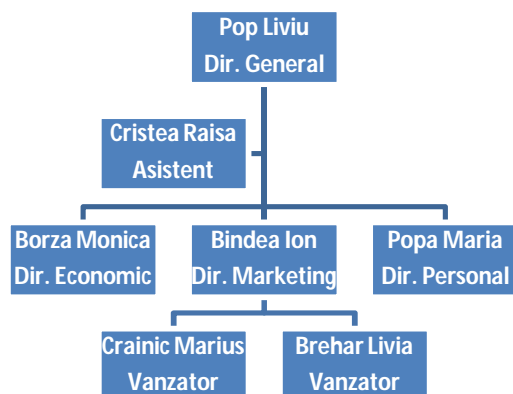 Pop Liviu
Dir. General
Cristea Raisa
Asistent
Borza Monica
Dir. Economic
Bindea Ion
Dir. Marketing
Popa Maria
Dir. Personal
Crainic Marius
Vanzator
Brehar Livia
Vanzator